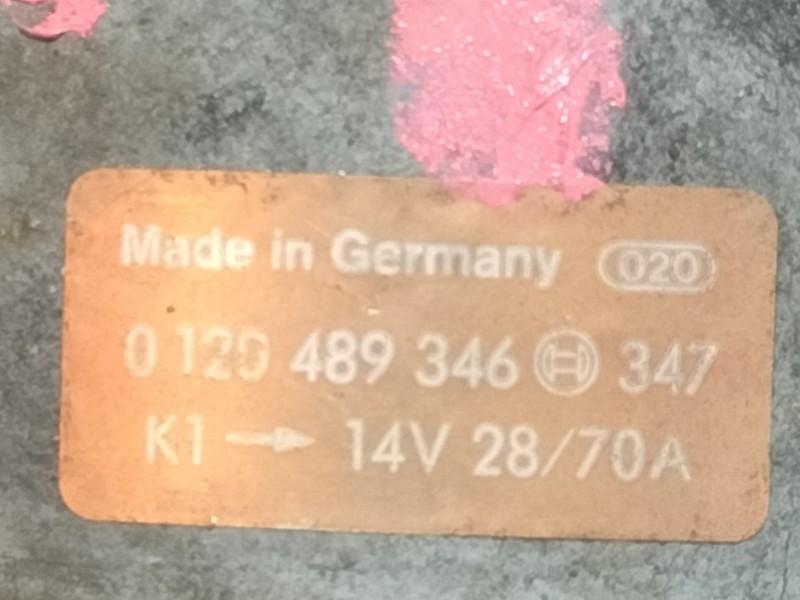 Made in Germany 020
0 120 489 346 347
K1 → 14V 28/70A